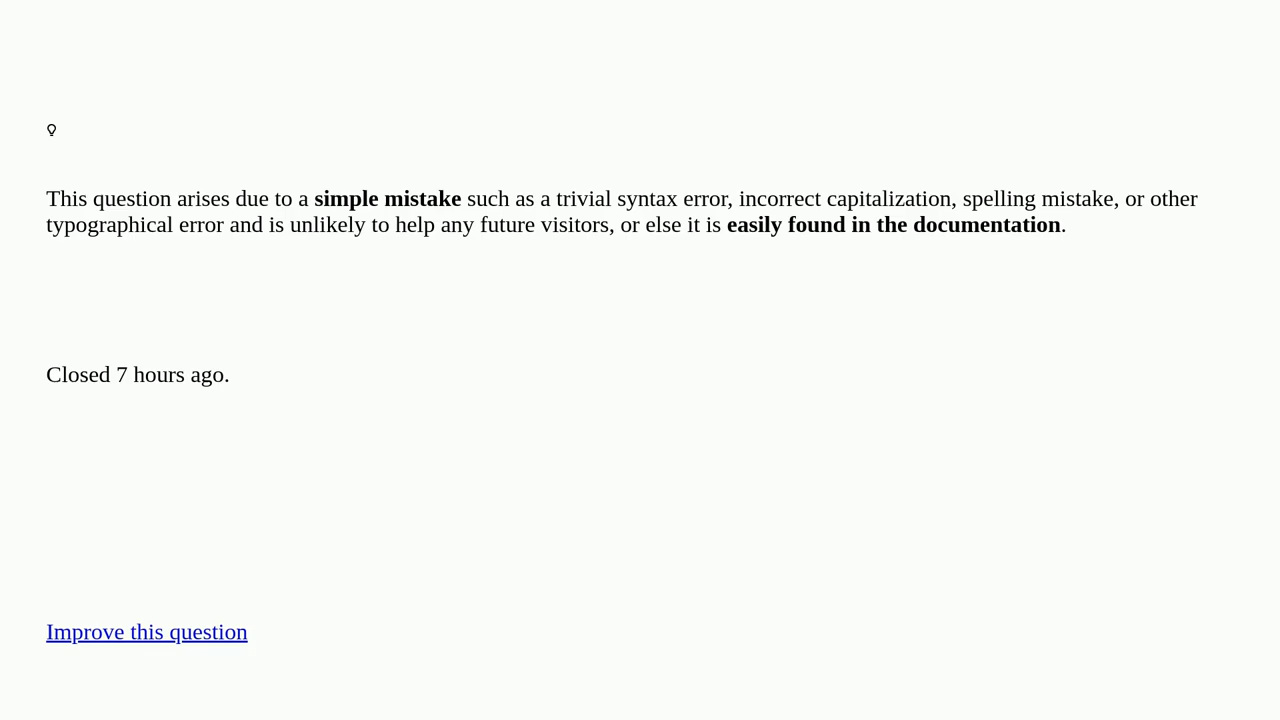 This question arises due to a simple mistake such as a trivial syntax error, incorrect capitalization, spelling mistake, or other
typographical error and is unlikely to help any future visitors, or else it is easily found in the documentation.
Closed 7 hours ago.
Improve this question